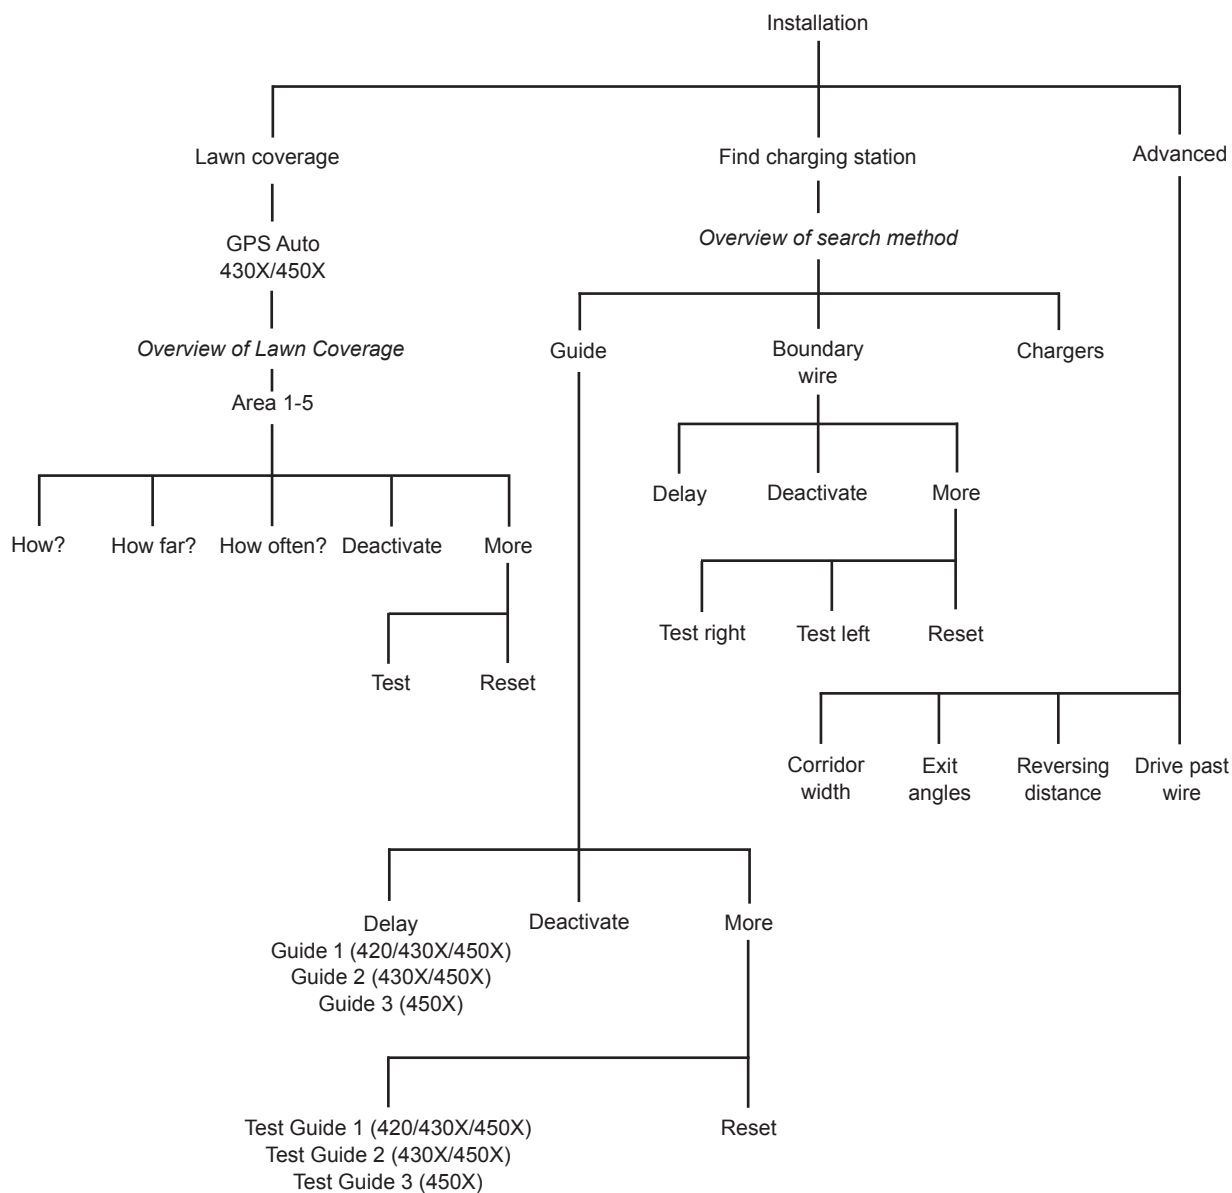 Installation
Lawn coverage
Find charging station
Advanced
GPS Auto
430X/450X
Overview of search method
Overview of Lawn Coverage
Guide
Boundary
wire
Chargers
Area 1-5
Delay
Deactivate
More
How?
How far?
How often?
Deactivate
More
Test right
Test left
Reset
Test
Reset
Corridor
width
Exit
angles
Reversing
distance
Drive past
wire
Delay
Guide 1 (420/430X/450X)
Guide 2 (430X/450X)
Guide 3 (450X)
Deactivate
More
Test Guide 1 (420/430X/450X)
Test Guide 2 (430X/450X)
Test Guide 3 (450X)
Reset